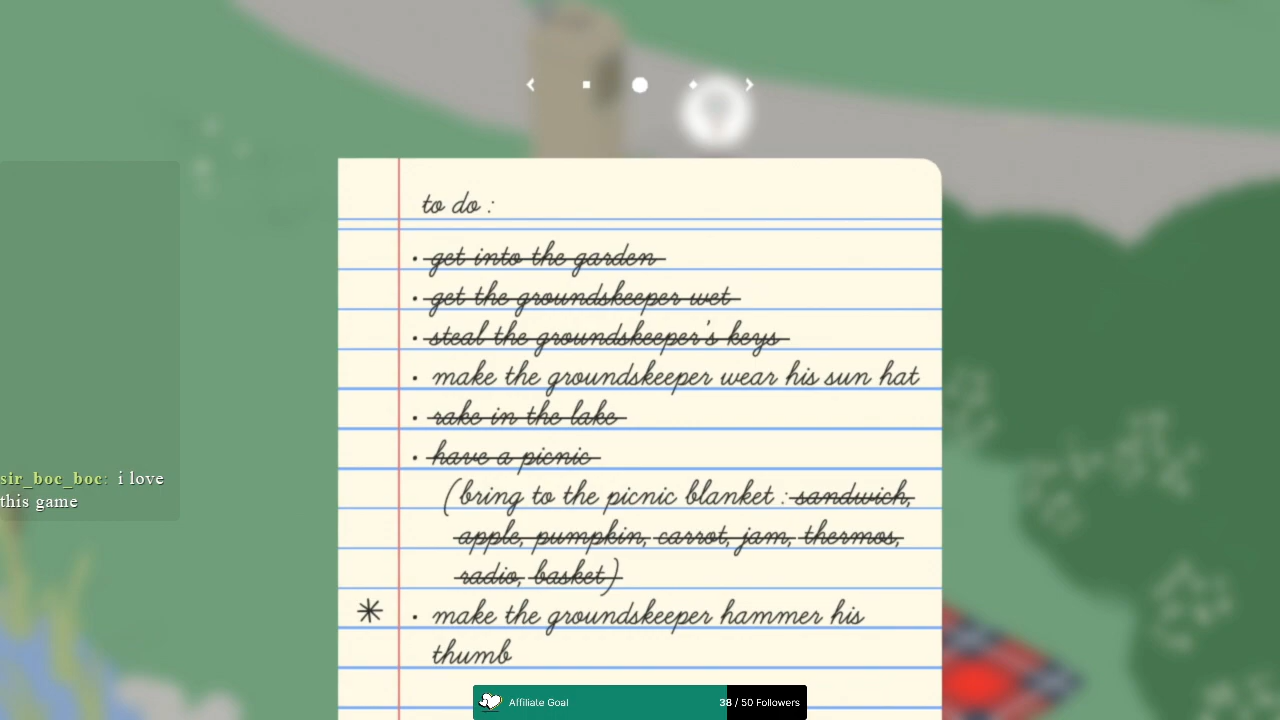 to do :
• get into the garden
• get the groundskeeper wet
• steal the groundskeeper's keys
• make the groundskeeper wear his sun hat
• rake in the lake
• have a picnic
(bring to the picnic blanket : sandwich,
apple, pumpkin, carrot, jam, thermos,
radio, basket)
• make the groundskeeper hammer his
thumb
sir_boc_boc: i love
this game
Affiliate Goal 38 / 50 Followers